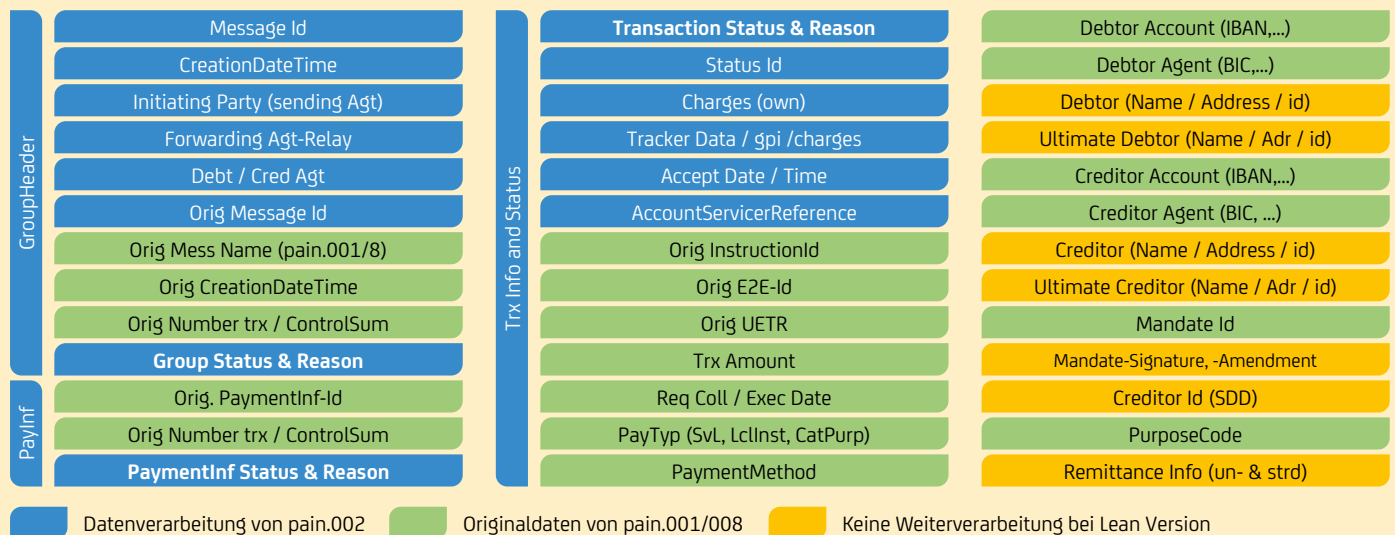 GroupHeader
Message Id
CreationDateTime
Initiating Party (sending Agt)
Forwarding Agt-Relay
Debt / Cred Agt
Orig Message Id
Orig Mess Name (pain.001/8)
Orig CreationDateTime
Orig Number trx / ControlSum
Group Status & Reason
PayInf
Orig. PaymentInf-Id
Orig Number trx / ControlSum
PaymentInf Status & Reason
Trx Info and Status
Transaction Status & Reason
Status Id
Charges (own)
Tracker Data / gpi /charges
Accept Date / Time
AccountServicerReference
Orig InstructionId
Orig E2E-Id
Orig UETR
Trx Amount
Req Coll / Exec Date
PayTyp (SvL, LclInst, CatPurp)
PaymentMethod
Debtor Account (IBAN,...)
Debtor Agent (BIC,...)
Debtor (Name / Address / id)
Ultimate Debtor (Name / Adr / id)
Creditor Account (IBAN,...)
Creditor Agent (BIC, ...)
Creditor (Name / Address / id)
Ultimate Creditor (Name / Adr / id)
Mandate Id
Mandate-Signature, -Amendment
Creditor Id (SDD)
PurposeCode
Remittance Info (un- & strd)
Datenverarbeitung von pain.002
Originaldaten von pain.001/008
Keine Weiterverarbeitung bei Lean Version